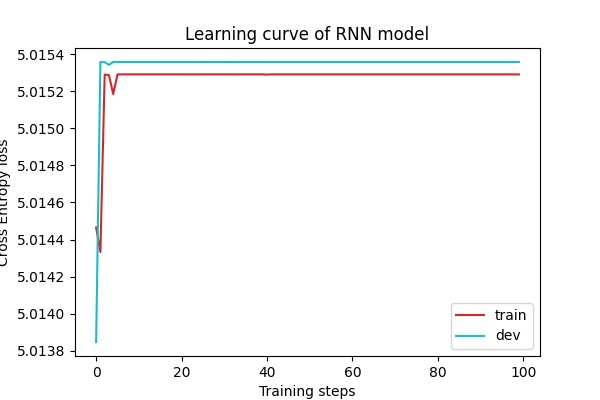 Learning curve of RNN model
Cross Entropy loss
5.0154
5.0152
5.0150
5.0148
5.0146
5.0144
5.0142
5.0140
5.0138
0 20 40 60 80 100
Training steps
train
dev